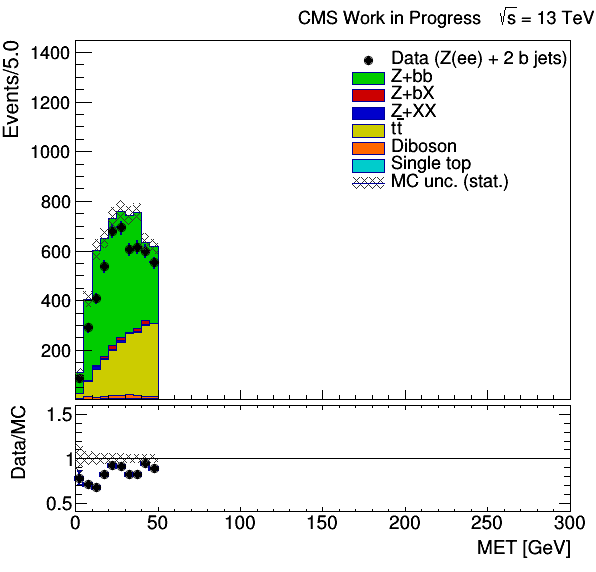 CMS Work in Progress √s = 13 TeV
Events/5.0
1400
1200
1000
800
600
400
200
Data (Z(ee) + 2 b jets)
Z+bb
Z+bX
Z+XX
tt̄
Diboson
Single top
MC unc. (stat.)
Data/MC
1.5
1
0.5
0 50 100 150 200 250 300
MET [GeV]